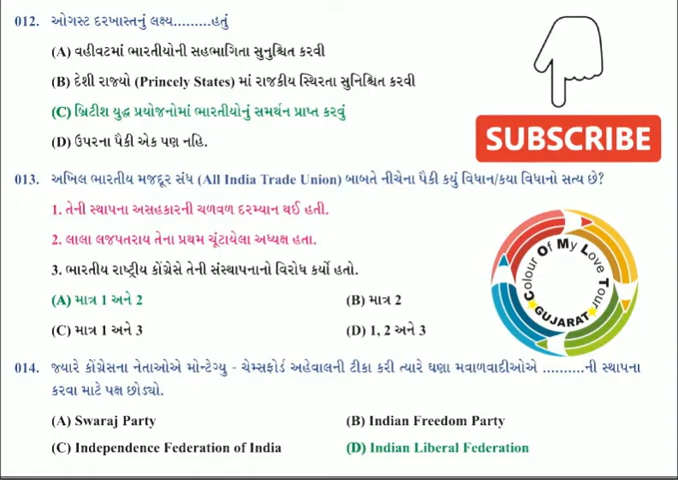 012. ઓગસ્ટ દરખાસ્તનું લક્ષ્ય.........હતું
(A) વહીવટમાં ભારતીયોની સહભાગિતા સુનુશ્ચિત કરવી
(B) દેશી રાજ્યો (Princely States) માં રાજકીય સ્થિરતા સુનિશ્ચિત કરવી
(C) બ્રિટીશ યુદ્ધ પ્રયોજનોમાં ભારતીયોનું સમર્થન પ્રાપ્ત કરવું
(D) ઉપરના પૈકી એક પણ નહિ.
SUBSCRIBE
013. અખિલ ભારતીય મજદૂર સંઘ (All India Trade Union) બાબતે નીચેના પૈકી કયું વિધાન/કયા વિધાનો સત્ય છે?
1. તેની સ્થાપના અસહકારની ચળવળ દરમ્યાન થઈ હતી.
2. લાલા લજપતરાય તેના પ્રથમ ચૂંટાયેલા અધ્યક્ષ હતા.
3. ભારતીય રાષ્ટ્રીય કોંગ્રેસે તેની સંસ્થાપનાનો વિરોધ કર્યો હતો.
(A) માત્ર 1 અને 2 (B) માત્ર 2
(C) માત્ર 1 અને 3 (D) 1, 2 અને 3
Colour Of My Love Tour
GUJARAT
014. જ્યારે કોંગ્રેસના નેતાઓએ મોન્ટેગ્યુ - ચેમ્સફોર્ડ અહેવાલની ટીકા કરી ત્યારે ઘણા મવાળવાદીઓએ ..........ની સ્થાપના
કરવા માટે પક્ષ છોડ્યો.
(A) Swaraj Party (B) Indian Freedom Party
(C) Independence Federation of India (D) Indian Liberal Federation